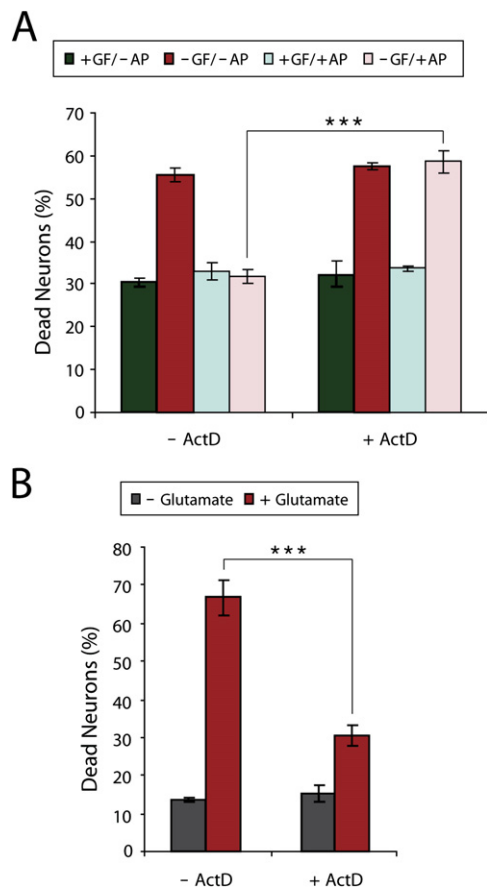 A
+GF/−AP −GF/−AP +GF/+AP −GF/+AP
***
70
60
50
40
30
20
10
0
Dead Neurons (%)
− ActD + ActD
B
− Glutamate + Glutamate
***
80
70
60
50
40
30
20
10
0
Dead Neurons (%)
− ActD + ActD